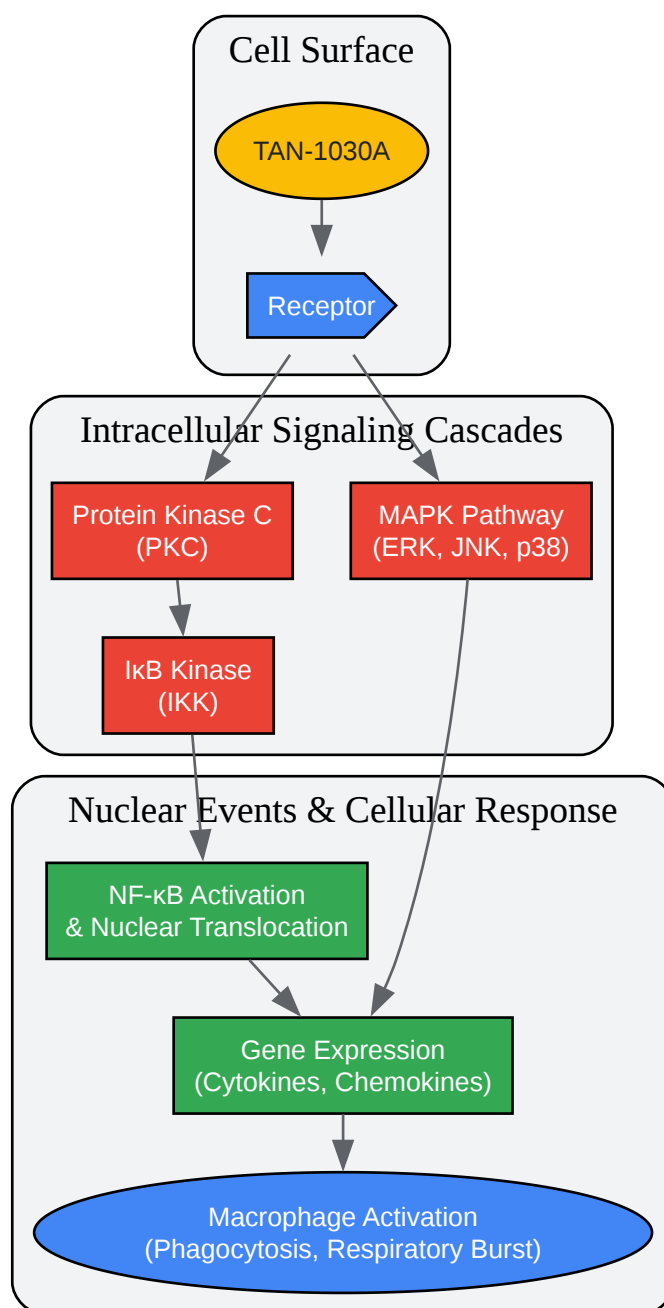 Cell Surface
TAN-1030A
Receptor
Intracellular Signaling Cascades
Protein Kinase C
(PKC)
MAPK Pathway
(ERK, JNK, p38)
IκB Kinase
(IKK)
Nuclear Events & Cellular Response
NF-κB Activation
& Nuclear Translocation
Gene Expression
(Cytokines, Chemokines)
Macrophage Activation
(Phagocytosis, Respiratory Burst)